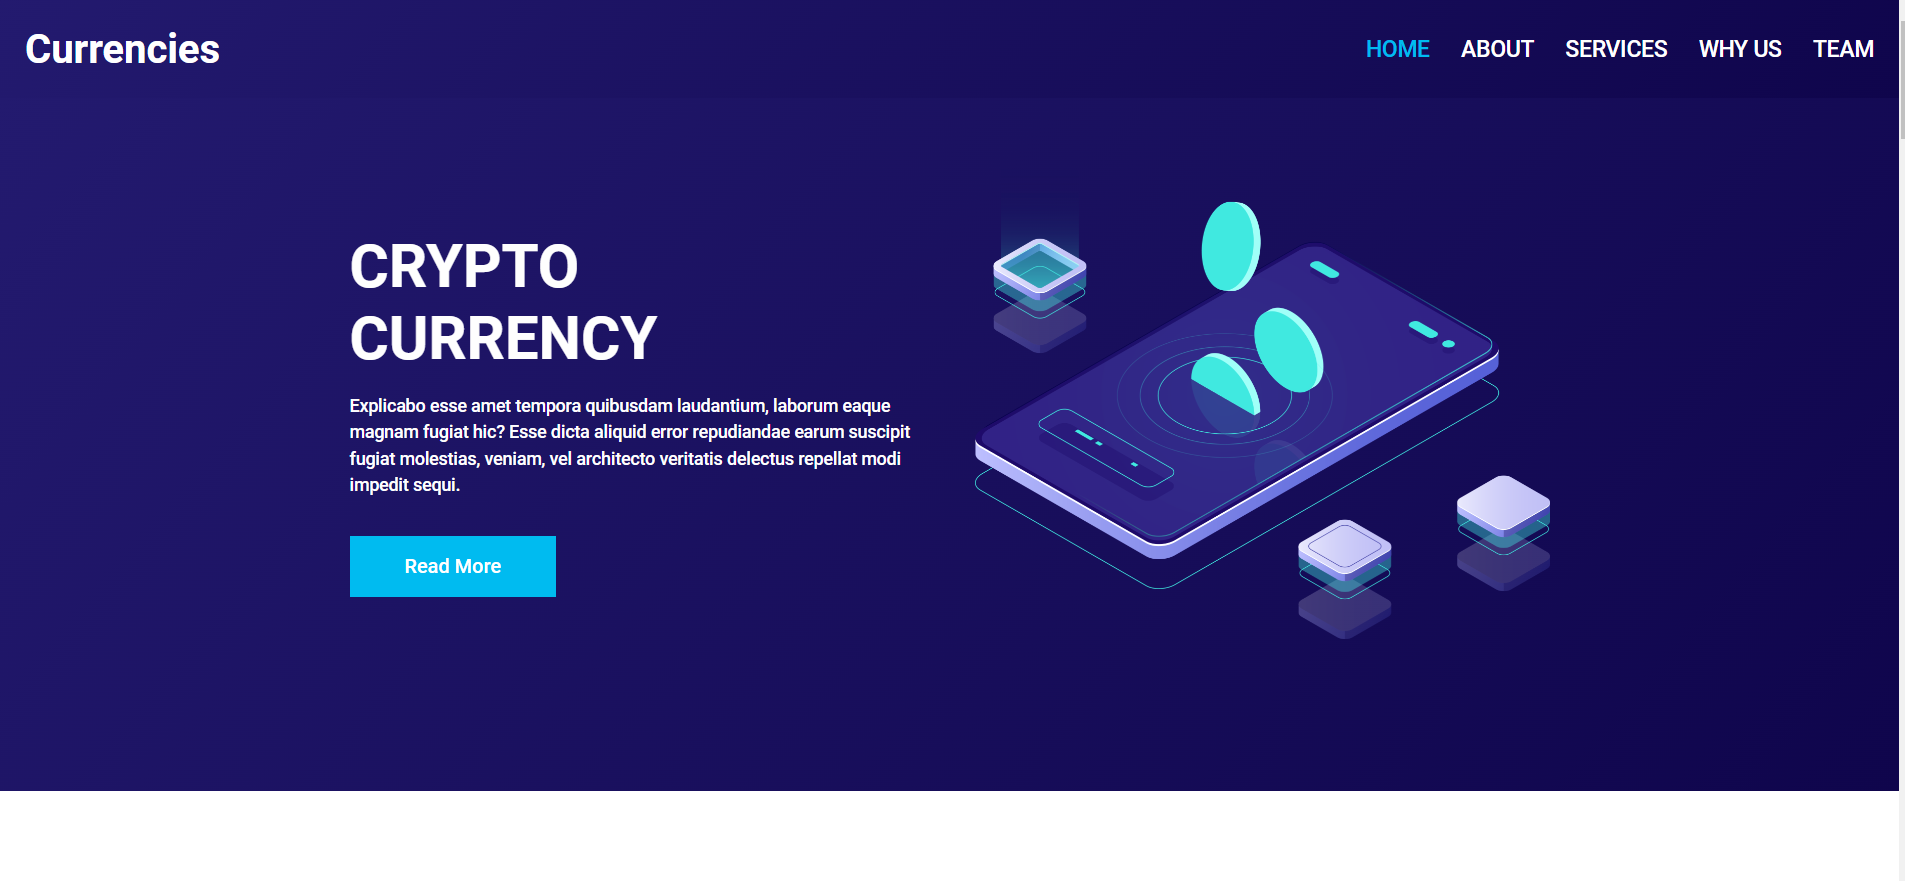 Currencies
HOME ABOUT SERVICES WHY US TEAM
CRYPTO
CURRENCY
Explicabo esse amet tempora quibusdam laudantium, laborum eaque
magnam fugiat hic? Esse dicta aliquid error repudiandae earum suscipit
fugiat molestias, veniam, vel architecto veritatis delectus repellat modi
impedit sequi.
Read More